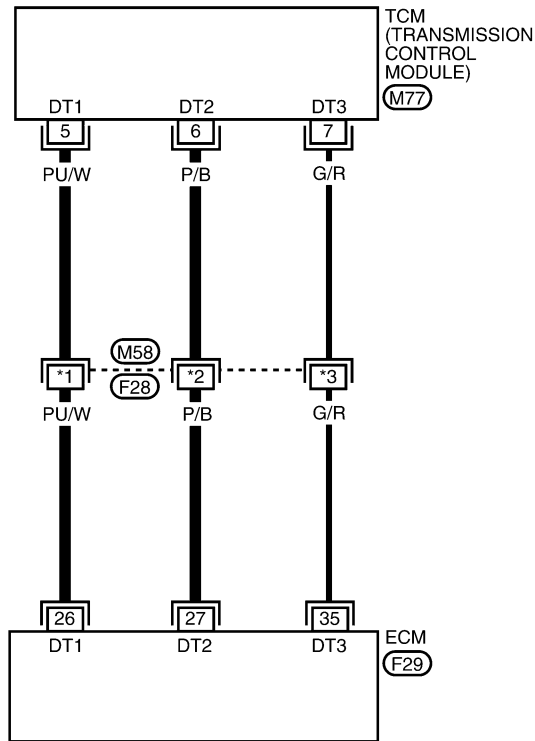 TCM
(TRANSMISSION
CONTROL
MODULE)
M77
DT1 DT2 DT3
5 6 7
PU/W P/B G/R
M58
*1 *2 *3
F28
PU/W P/B G/R
26 27 35
DT1 DT2 DT3
ECM
F29